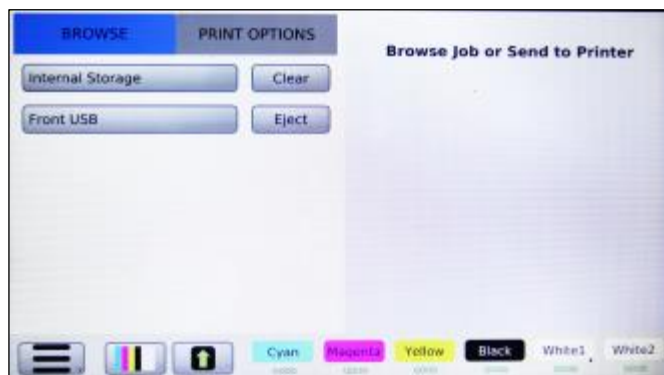 BROWSE
PRINT OPTIONS
Browse Job or Send to Printer
Internal Storage
Clear
Front USB
Eject
Cyan
Magenta
Yellow
Black
White1
White2